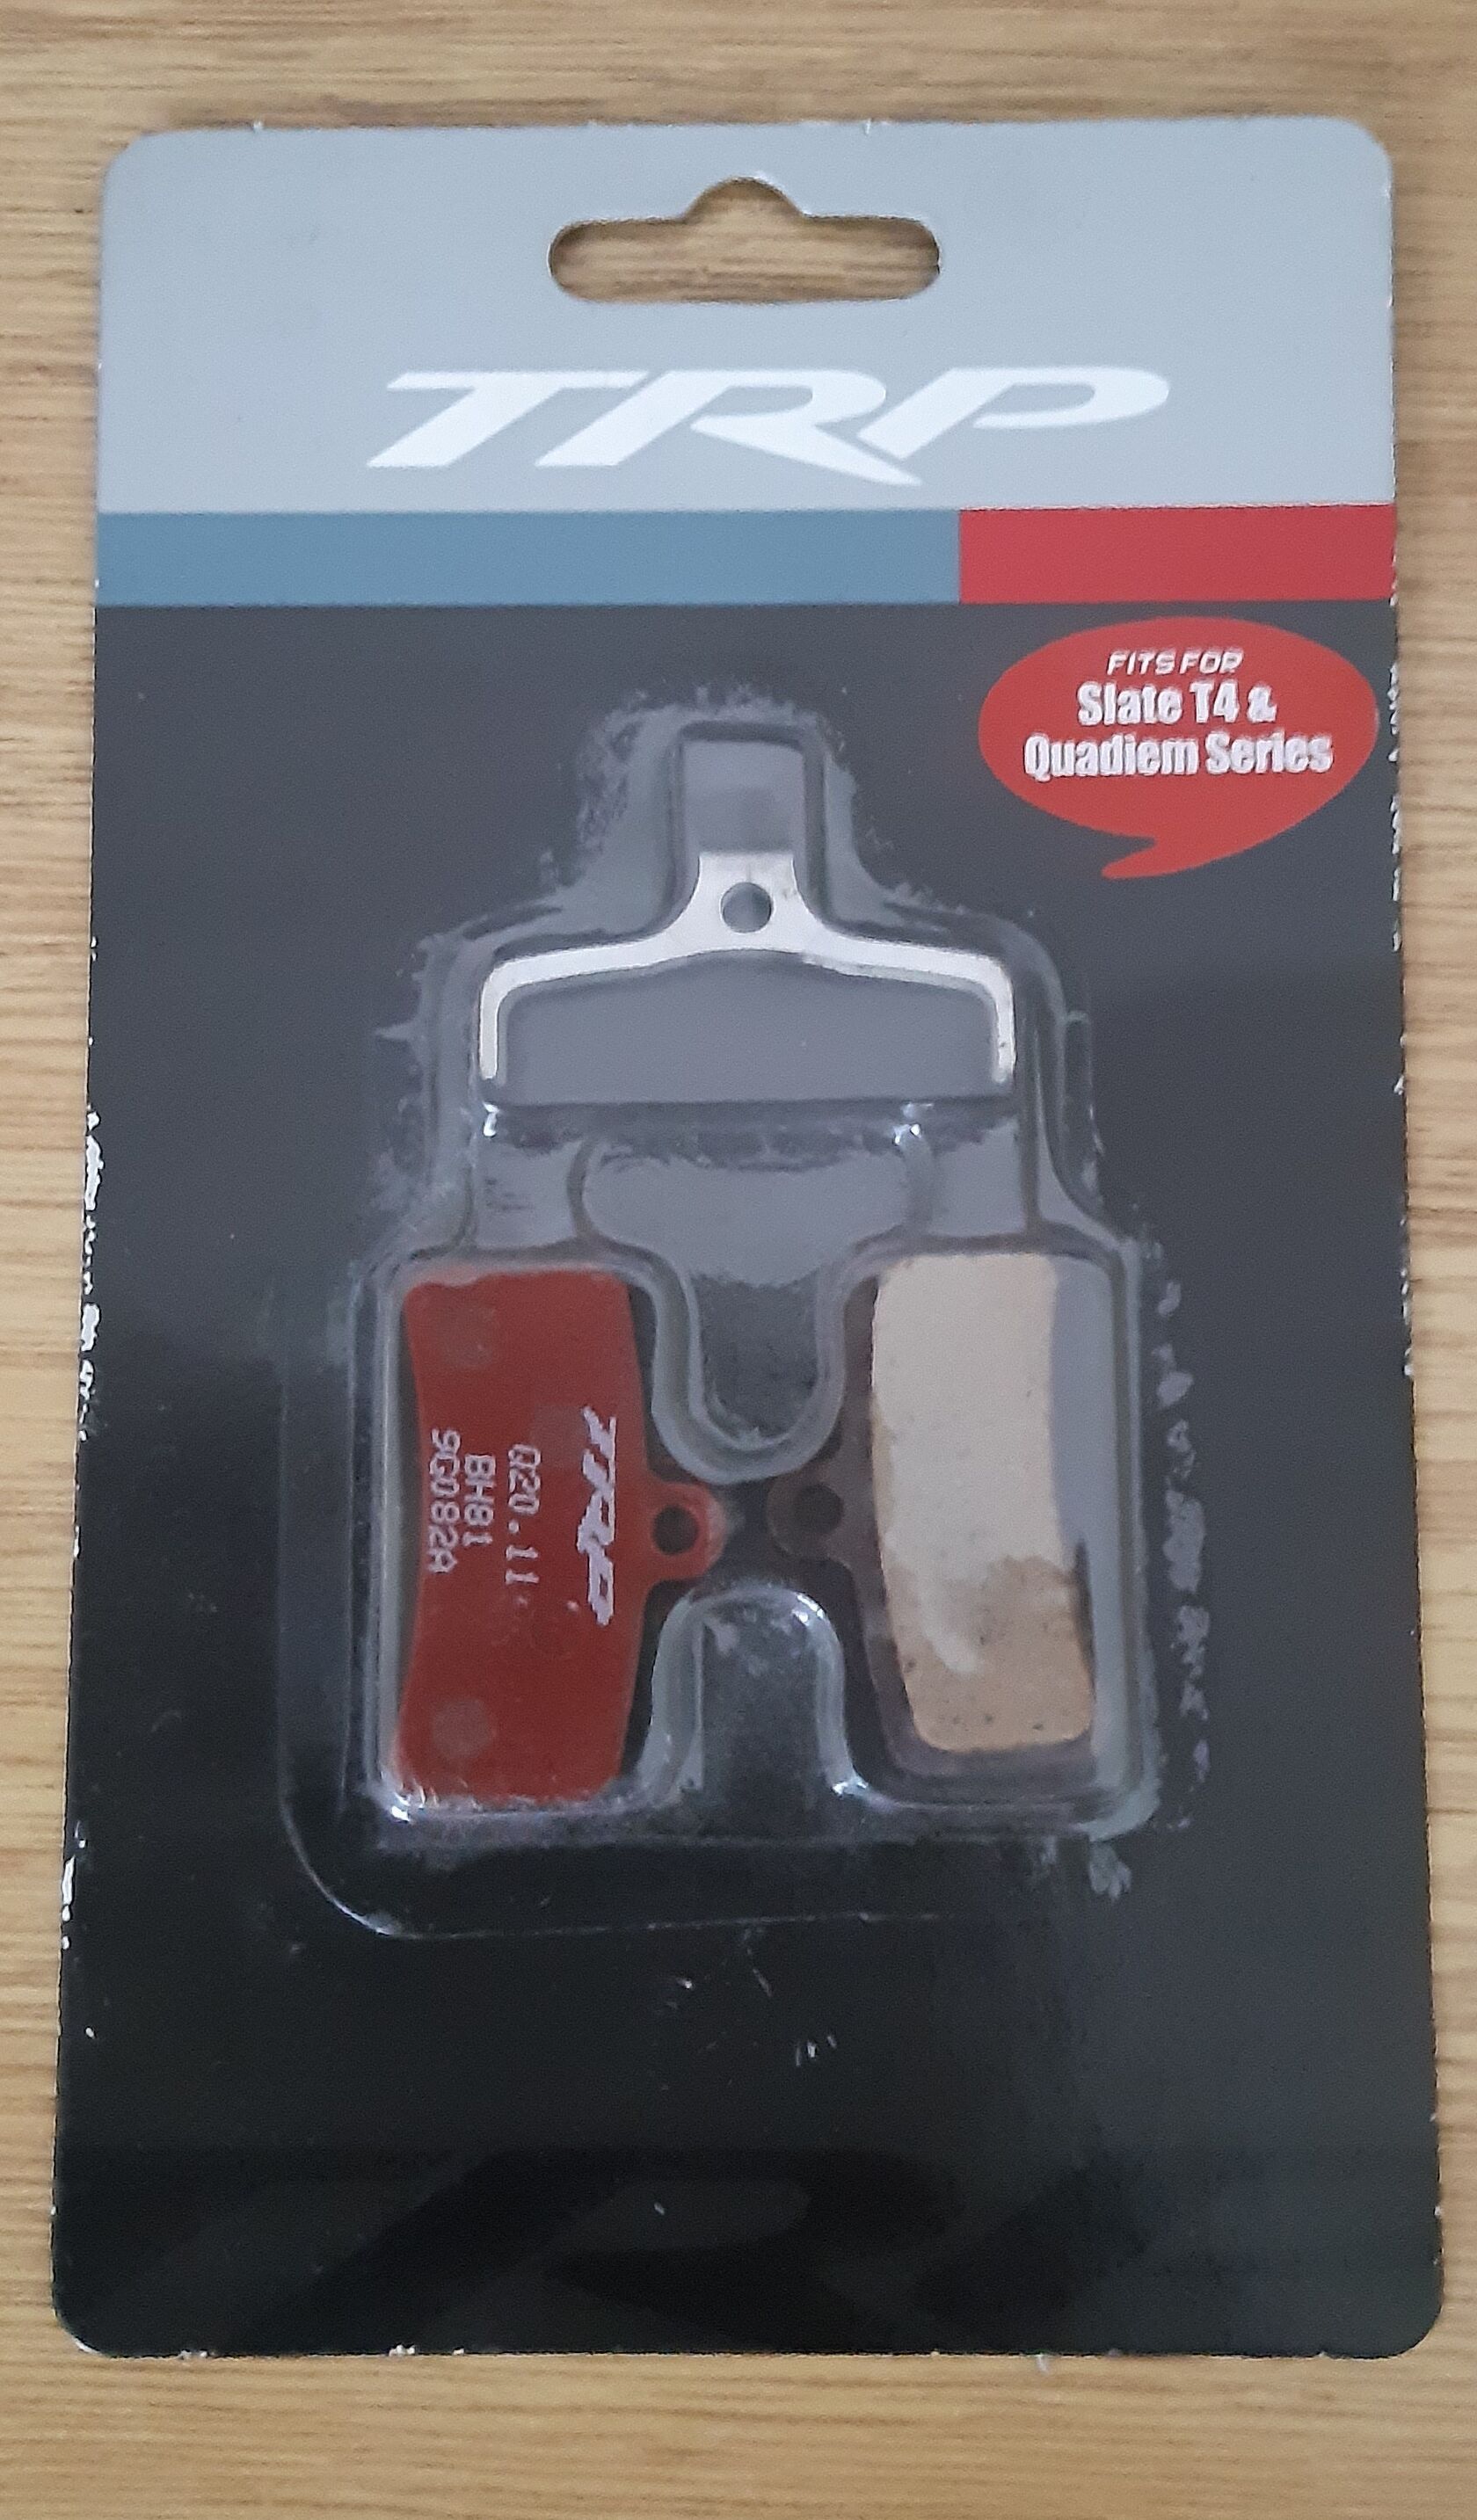 TRP
FITS FOR
Slate T4 &
Quadiem Series
TRP
Q20.11
BH81
9G082A